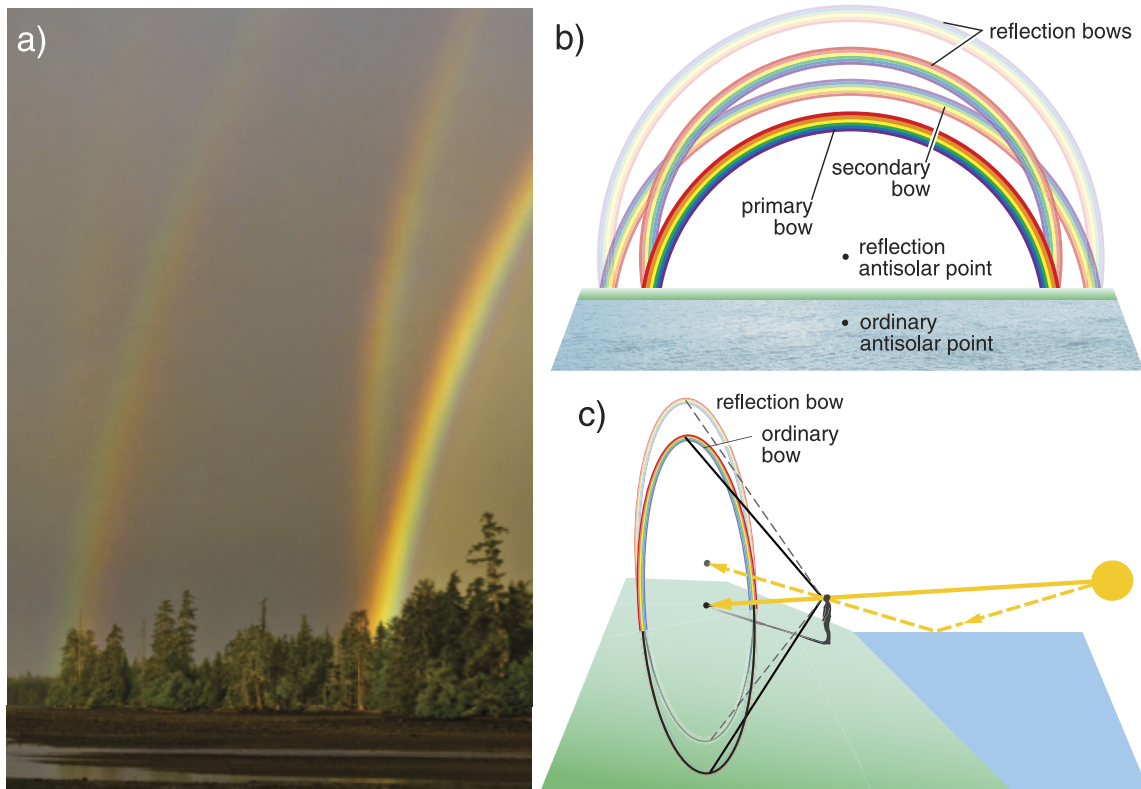 a)
b)
reflection bows
secondary
bow
primary
bow
reflection
antisolar point
ordinary
antisolar point
c)
reflection bow
ordinary
bow